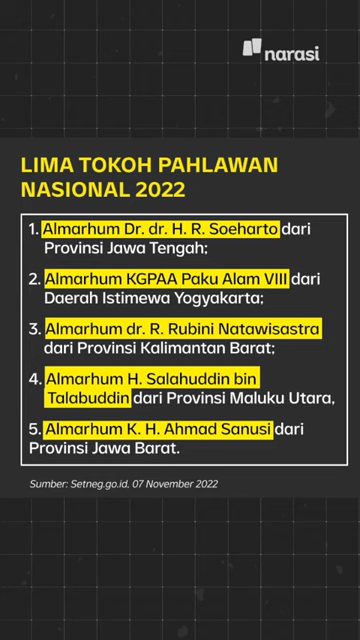 narasi
LIMA TOKOH PAHLAWAN
NASIONAL 2022
1. Almarhum Dr. dr. H. R. Soeharto dari
Provinsi Jawa Tengah;
2. Almarhum KGPAA Paku Alam VIII dari
Daerah Istimewa Yogyakarta;
3. Almarhum dr. R. Rubini Natawisastra
dari Provinsi Kalimantan Barat;
4. Almarhum H. Salahuddin bin
Talabuddin dari Provinsi Maluku Utara,
5. Almarhum K. H. Ahmad Sanusi dari
Provinsi Jawa Barat.
Sumber: Setneg.go.id. 07 November 2022